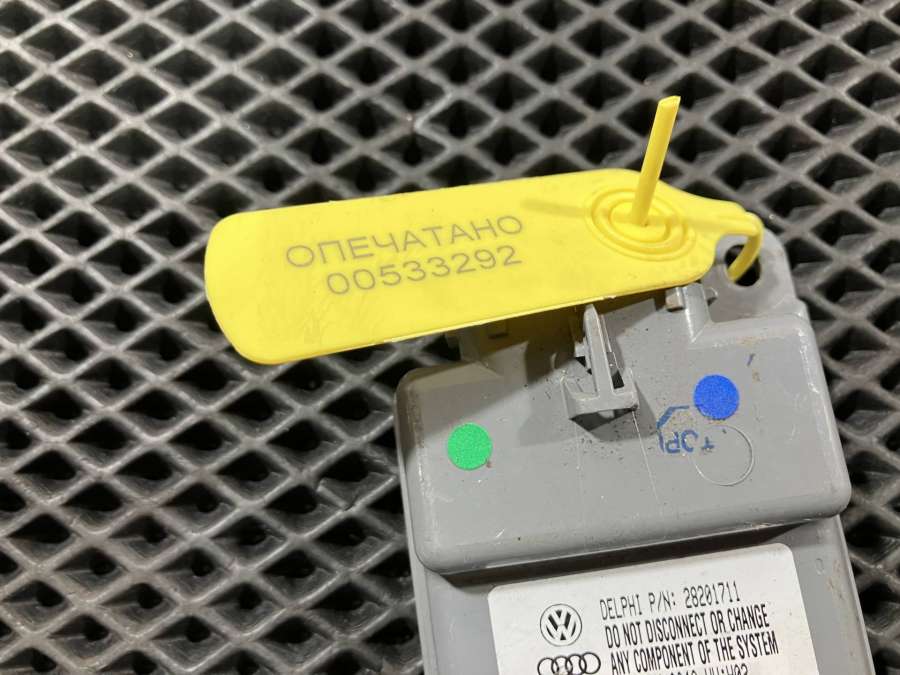 ОПЕЧАТАНО
00533292
TOP
DELPHI P/N: 28201711
DO NOT DISCONNECT OR CHANGE
ANY COMPONENT OF THE SYSTEM